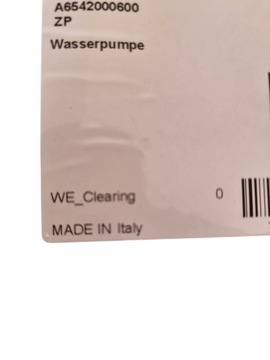 A6542000600
ZP
Wasserpumpe
WE_Clearing 0
MADE IN Italy